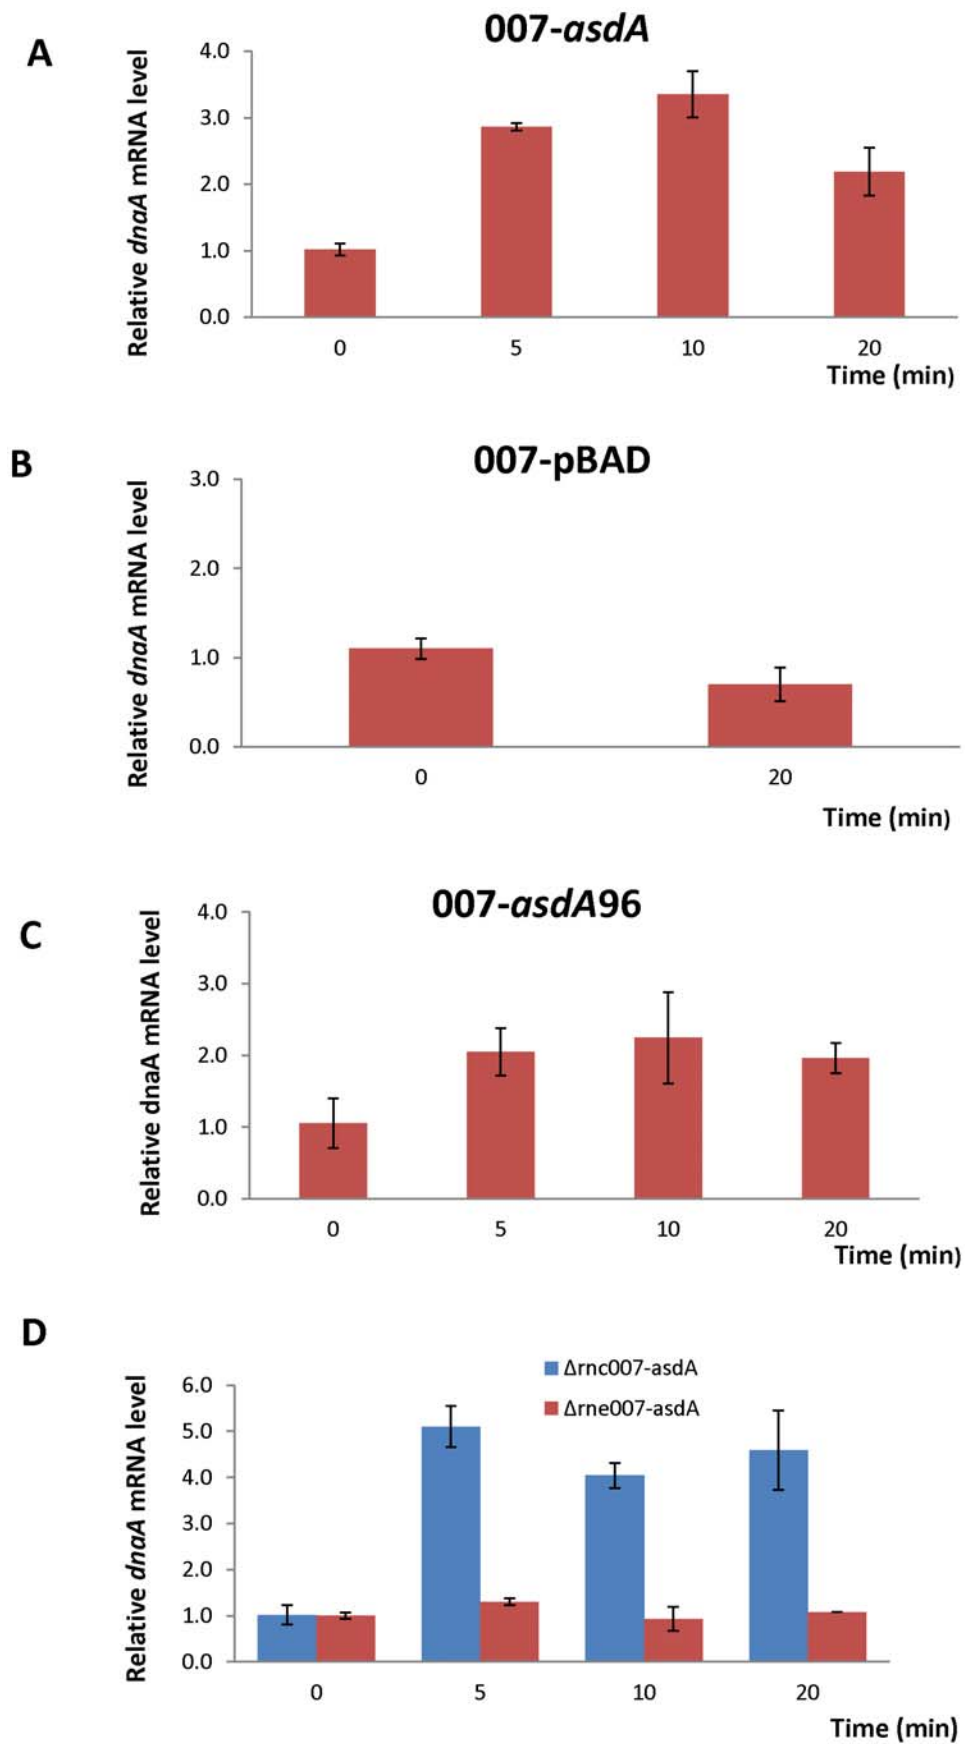 A
007-asdA
Relative dnaA mRNA level
4.0
3.0
2.0
1.0
0.0
0 5 10 20
Time (min)
B
007-pBAD
Relative dnaA mRNA level
3.0
2.0
1.0
0.0
0 20
Time (min)
C
007-asdA96
Relative dnaA mRNA level
4.0
3.0
2.0
1.0
0.0
0 5 10 20
Time (min)
D
Δrnc007-asdA
Δrne007-asdA
Relative dnaA mRNA level
6.0
5.0
4.0
3.0
2.0
1.0
0.0
0 5 10 20
Time (min)